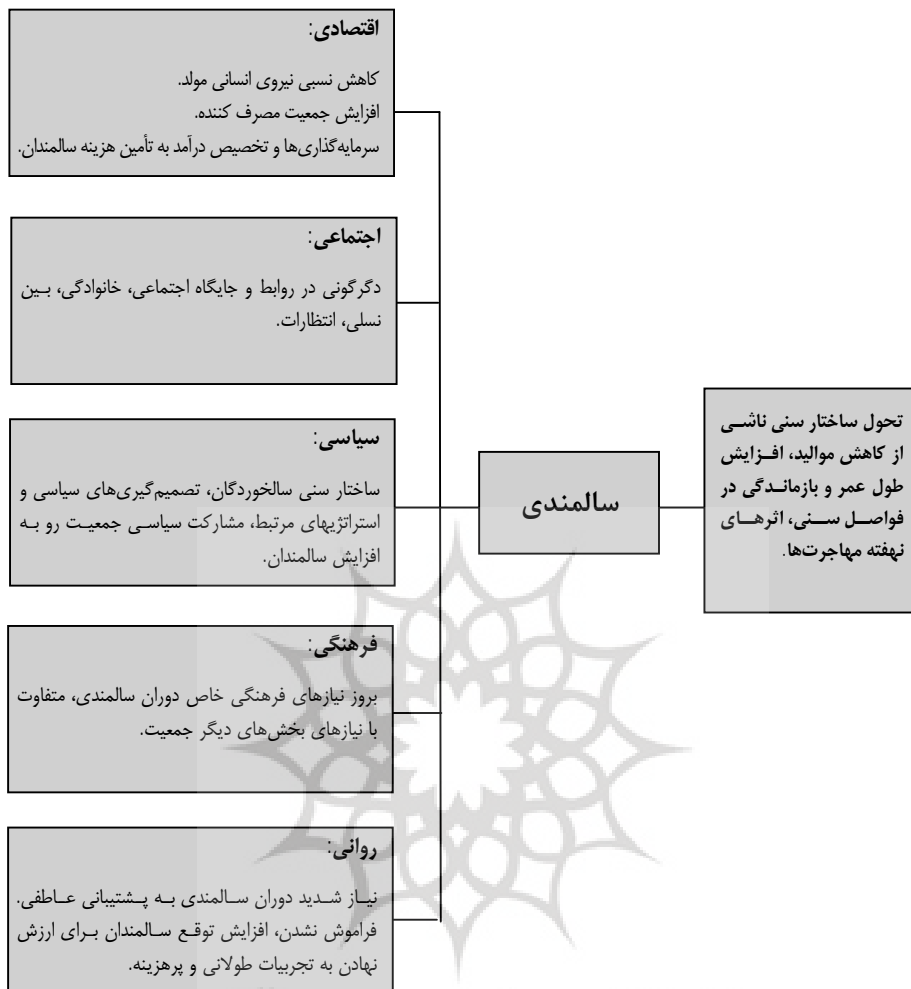 تحول ساختار سنی ناشی
از کاهش موالید، افزایش
طول عمر و بازماندگی در
فواصل سنی، اثرهای
نهفته مهاجرت‌ها.
سالمندی
اقتصادی:
کاهش نسبی نیروی انسانی مولد.
افزایش جمعیت مصرف کننده.
سرمایه‌گذاری‌ها و تخصیص درآمد به تأمین هزینه سالمندان.
اجتماعی:
دگرگونی در روابط و جایگاه اجتماعی، خانوادگی، بین
نسلی، انتظارات.
سیاسی:
ساختار سنی سالخوردگان، تصمیم‌گیری‌های سیاسی و
استراتژیهای مرتبط، مشارکت سیاسی جمعیت رو به
افزایش سالمندان.
فرهنگی:
بروز نیازهای فرهنگی خاص دوران سالمندی، متفاوت
با نیازهای بخش‌های دیگر جمعیت.
روانی:
نیاز شدید دوران سالمندی به پشتیبانی عاطفی.
فراموش نشدن، افزایش توقع سالمندان برای ارزش
نهادن به تجربیات طولانی و پرهزینه.